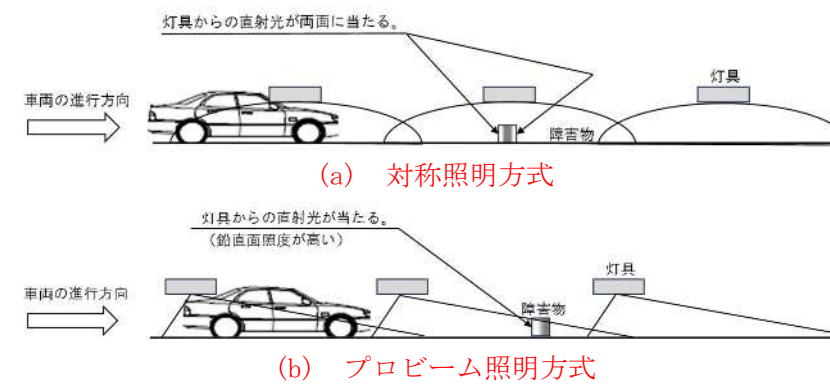 灯具からの直射光が両面に当たる。
灯具
車両の進行方向
障害物
(a) 対称照明方式
灯具からの直射光が当たる。
(鉛直面照度が高い)
灯具
車両の進行方向
障害物
(b) プロビーム照明方式